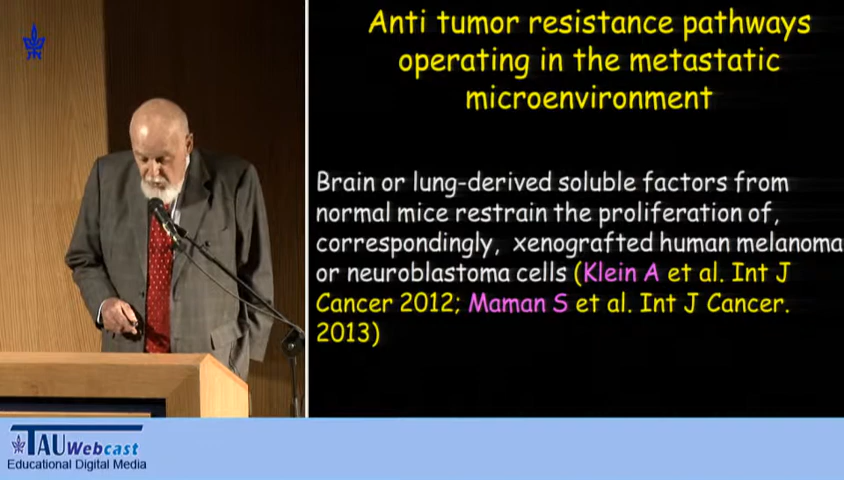 Anti tumor resistance pathways
operating in the metastatic
microenvironment
Brain or lung-derived soluble factors from
normal mice restrain the proliferation of,
correspondingly, xenografted human melanoma
or neuroblastoma cells (Klein A et al. Int J
Cancer 2012; Maman S et al. Int J Cancer.
2013)
TAUWebcast
Educational Digital Media